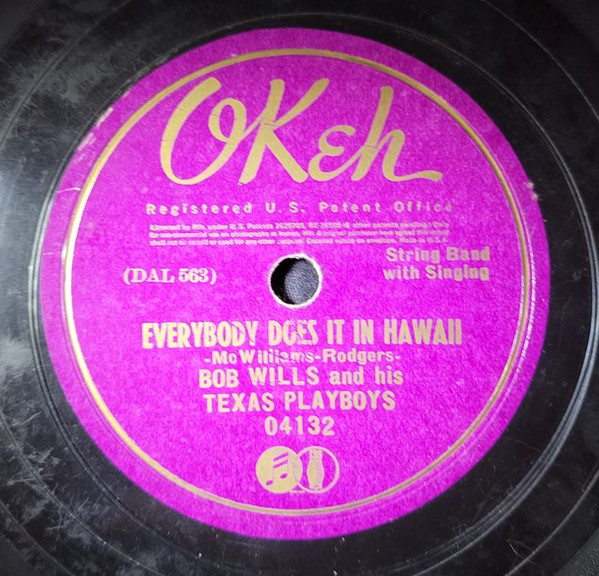 OKeh
Registered U.S. Patent Office
String Band
with Singing
(DAL 563)
EVERYBODY DOES IT IN HAWAII
-McWilliams-Rodgers-
BOB WILLS and his
TEXAS PLAYBOYS
04132